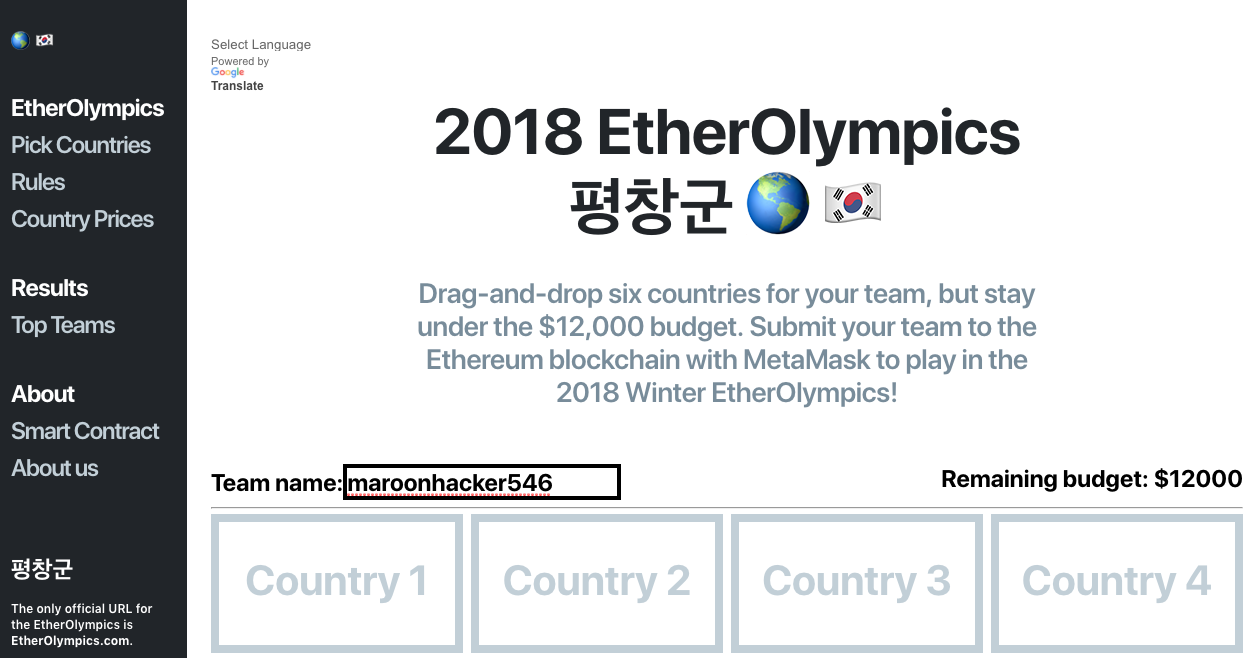 EtherOlympics
Pick Countries
Rules
Country Prices
Results
Top Teams
About
Smart Contract
About us
평창군
The only official URL for
the EtherOlympics is
EtherOlympics.com.
Select Language
Powered by
Google
Translate
2018 EtherOlympics
평창군
Drag-and-drop six countries for your team, but stay
under the $12,000 budget. Submit your team to the
Ethereum blockchain with MetaMask to play in the
2018 Winter EtherOlympics!
Team name: maroonhacker546
Remaining budget: $12000
Country 1
Country 2
Country 3
Country 4